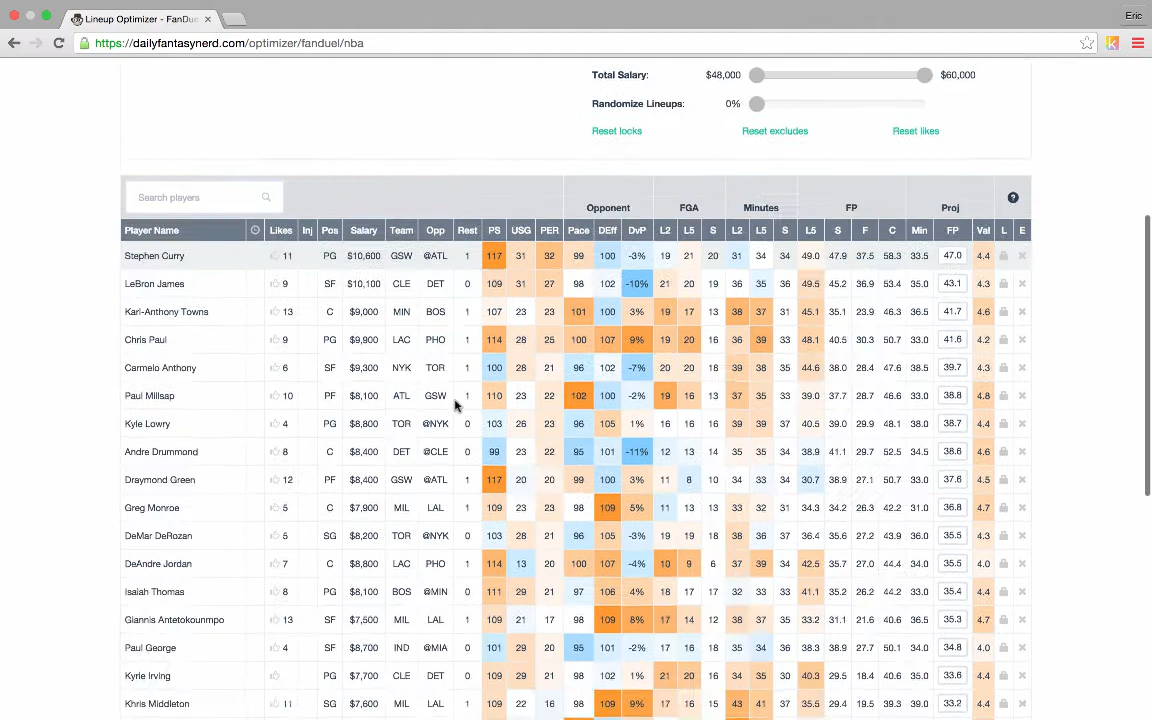 Lineup Optimizer - FanDue
Eric
https://dailyfantasynerd.com/optimizer/fanduel/nba
Total Salary: $48,000 $60,000
Randomize Lineups: 0%
Reset locks Reset excludes Reset likes
Search players
Opponent FGA Minutes FP Proj ?
Player Name Likes Inj Pos Salary Team Opp Rest PS USG PER Pace DEff DvP L2 L5 S L2 L5 S L5 S F C Min FP Val L E
Stephen Curry 11 PG $10,600 GSW @ATL 1 117 31 32 99 100 -3% 19 21 20 31 34 34 49.0 47.9 37.5 58.3 33.5 47.0 4.4
LeBron James 9 SF $10,100 CLE DET 0 109 31 27 98 102 -10% 21 20 19 36 35 36 49.5 45.2 36.9 53.4 35.0 43.1 4.3
Karl-Anthony Towns 13 C $9,000 MIN BOS 1 107 23 23 101 100 3% 19 17 13 38 37 31 45.1 35.1 23.9 46.3 36.5 41.7 4.6
Chris Paul 9 PG $9,900 LAC PHO 1 114 28 25 100 107 9% 19 20 16 36 39 33 48.1 40.5 30.3 50.7 33.0 41.6 4.2
Carmelo Anthony 6 SF $9,300 NYK TOR 1 100 28 21 96 102 -7% 20 20 18 39 38 35 44.6 38.0 28.4 47.6 38.5 39.7 4.3
Paul Millsap 10 PF $8,100 ATL GSW 1 110 23 22 102 100 -2% 19 16 13 37 35 33 39.0 37.7 28.7 46.6 33.0 38.8 4.8
Kyle Lowry 4 PG $8,800 TOR @NYK 0 103 26 23 96 105 1% 16 16 16 39 39 37 40.5 39.0 29.9 48.1 38.0 38.7 4.4
Andre Drummond 8 C $8,400 DET @CLE 0 99 23 22 95 101 -11% 12 13 14 35 35 34 38.9 41.1 29.7 52.5 34.5 38.6 4.6
Draymond Green 12 PF $8,400 GSW @ATL 1 117 20 20 99 100 3% 11 8 10 34 33 34 30.7 38.9 27.1 50.7 33.0 37.6 4.5
Greg Monroe 5 C $7,900 MIL LAL 1 109 23 23 98 109 5% 11 13 13 33 32 31 34.3 34.3 26.3 42.2 31.0 36.8 4.7
DeMar DeRozan 5 SG $8,200 TOR @NYK 0 103 28 21 96 105 -3% 19 19 18 38 36 37 36.4 35.6 27.2 43.9 38.0 35.5 4.3
DeAndre Jordan 7 C $8,800 LAC PHO 1 114 13 20 100 107 -4% 10 9 6 37 39 34 42.5 35.7 27.0 44.4 34.0 35.5 4.0
Isaiah Thomas 8 PG $8,100 BOS @MIN 1 111 29 21 97 106 4% 18 17 17 32 33 33 41.1 35.2 26.2 44.2 33.0 35.4 4.4
Giannis Antetokounmpo 13 SF $7,500 MIL LAL 1 109 21 17 98 109 8% 17 14 12 38 37 35 33.2 31.1 21.6 40.6 36.5 35.3 4.7
Paul George 4 SF $8,700 IND @MIA 1 101 29 20 95 101 -2% 17 16 18 35 34 36 38.3 38.9 27.7 50.1 34.0 34.8 4.0
Kyrie Irving PG $7,700 CLE DET 0 109 29 21 98 102 1% 21 20 16 34 35 30 40.3 29.5 18.4 40.6 34.0 33.6 4.4
Khris Middleton 11 SG $7,600 MIL LAL 1 109 22 16 98 109 9% 17 16 15 43 41 37 35.5 29.4 19.5 39.3 39.0 33.2 4.4